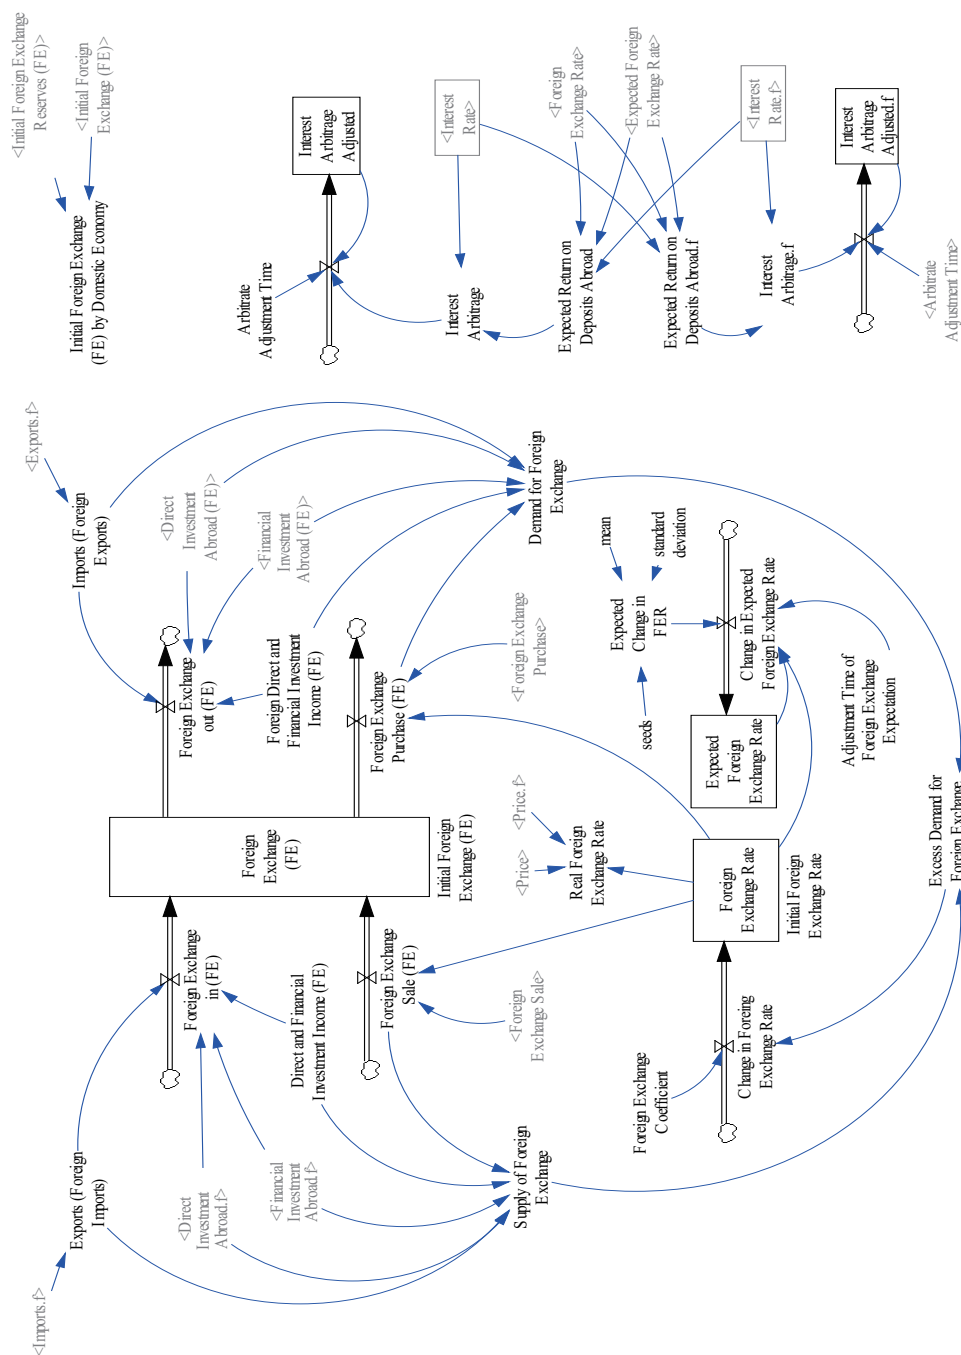 <Imports.f>
Exports (Foreign
Imports)
<Direct
Investment
Abroad.f>
<Financial
Investment
Abroad.f>
Foreign Exchange
in (FE)
Direct and Financial
Investment Income (FE)
Foreign Exchange
Sale (FE)
<Foreign
Exchange Sale>
Supply of Foreign
Exchange
Foreign
Exchange
(FE)
Initial Foreign
Exchange (FE)
<Exports.f>
Imports (Foreign
Exports)
<Direct
Investment
Abroad (FE)>
<Financial
Investment
Abroad (FE)>
Foreign Exchange
out (FE)
Foreign Direct and
Financial Investment
Income (FE)
Foreign Exchange
Purchase (FE)
<Foreign Exchange
Purchase>
Demand for Foreign
Exchange
<Price>
<Price.f>
Real Foreign
Exchange Rate
Foreign Exchange
Coefficient
Change in Foreing
Exchange Rate
Foreign
Exchange Rate
Initial Foreign
Exchange Rate
seeds
mean
standard
deviation
Expected
Change in
FER
Expected
Foreign
Exchange Rate
Change in Expected
Foreign Exchange Rate
Adjustment Time of
Foreign Exchange
Expectation
Excess Demand for
Foreign Exchange
<Initial Foreign Exchange
Reserves (FE)>
<Initial Foreign
Exchange (FE)>
Initial Foreign Exchange
(FE) by Domestic Economy
Arbitrate
Adjustment Time
Interest
Arbitrage
Adjusted
Interest
Arbitrage
<Interest
Rate>
Expected Return on
Deposits Abroad
<Foreign
Exchange Rate>
<Expected Foreign
Exchange Rate>
Expected Return on
Deposits Abroad.f
<Interest
Rate.f>
Interest
Arbitrage.f
Interest
Arbitrage
Adjusted.f
<Arbitrate
Adjustment Time>